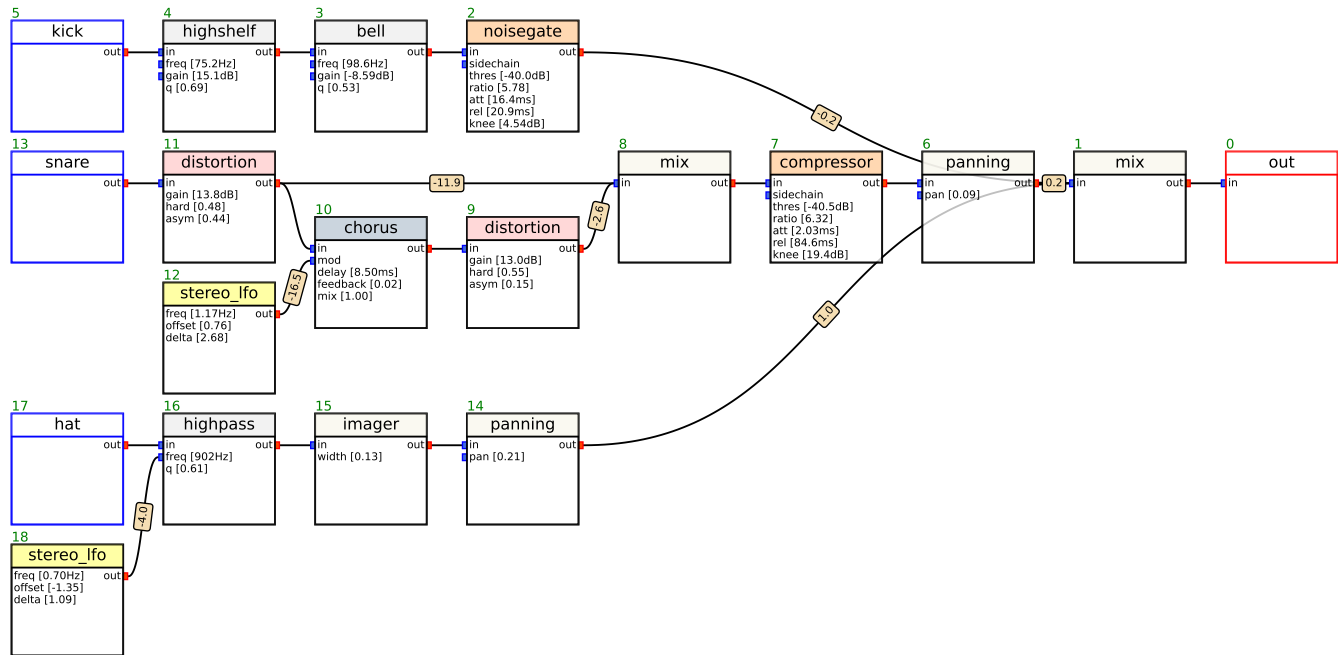 5
kick
out
4
highshelf
in out
freq [75.2Hz]
gain [15.1dB]
q [0.69]
3
bell
in out
freq [98.6Hz]
gain [-8.59dB]
q [0.53]
2
noisegate
in out
sidechain
thres [-40.0dB]
ratio [5.78]
att [16.4ms]
rel [20.9ms]
knee [4.54dB]
-0.2
13
snare
out
11
distortion
in out
gain [13.8dB]
hard [0.48]
asym [0.44]
-11.9
8
mix
in out
7
compressor
in out
sidechain
thres [-40.5dB]
ratio [6.32]
att [2.03ms]
rel [84.6ms]
knee [19.4dB]
6
panning
in out
pan [0.09]
0.2
1
mix
in out
0
out
in
10
chorus
in out
mod
delay [8.50ms]
feedback [0.02]
mix [1.00]
9
distortion
in out
gain [13.0dB]
hard [0.55]
asym [0.15]
-2.6
12
stereo_lfo
freq [1.17Hz] out
offset [0.76]
delta [2.68]
-16.5
1.0
17
hat
out
16
highpass
in out
freq [902Hz]
q [0.61]
15
imager
in out
width [0.13]
14
panning
in out
pan [0.21]
-4.0
18
stereo_lfo
freq [0.70Hz] out
offset [-1.35]
delta [1.09]